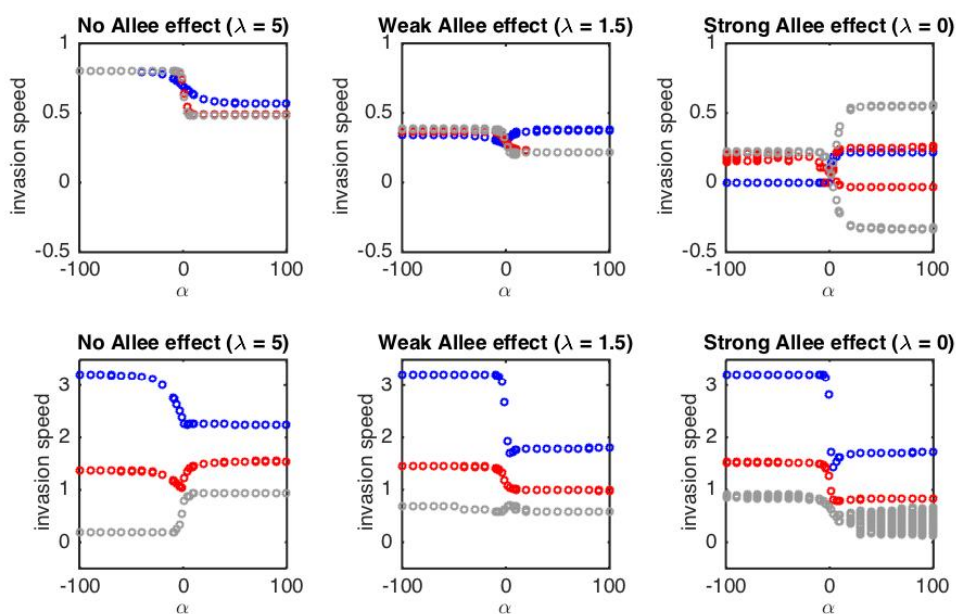 No Allee effect (λ = 5)
Weak Allee effect (λ = 1.5)
Strong Allee effect (λ = 0)
invasion speed
1
0.5
0
-0.5
-100
0
100
α
invasion speed
1
0.5
0
-0.5
-100
0
100
α
invasion speed
1
0.5
0
-0.5
-100
0
100
α
No Allee effect (λ = 5)
Weak Allee effect (λ = 1.5)
Strong Allee effect (λ = 0)
invasion speed
3
2
1
0
-100
0
100
α
invasion speed
3
2
1
0
-100
0
100
α
invasion speed
3
2
1
0
-100
0
100
α